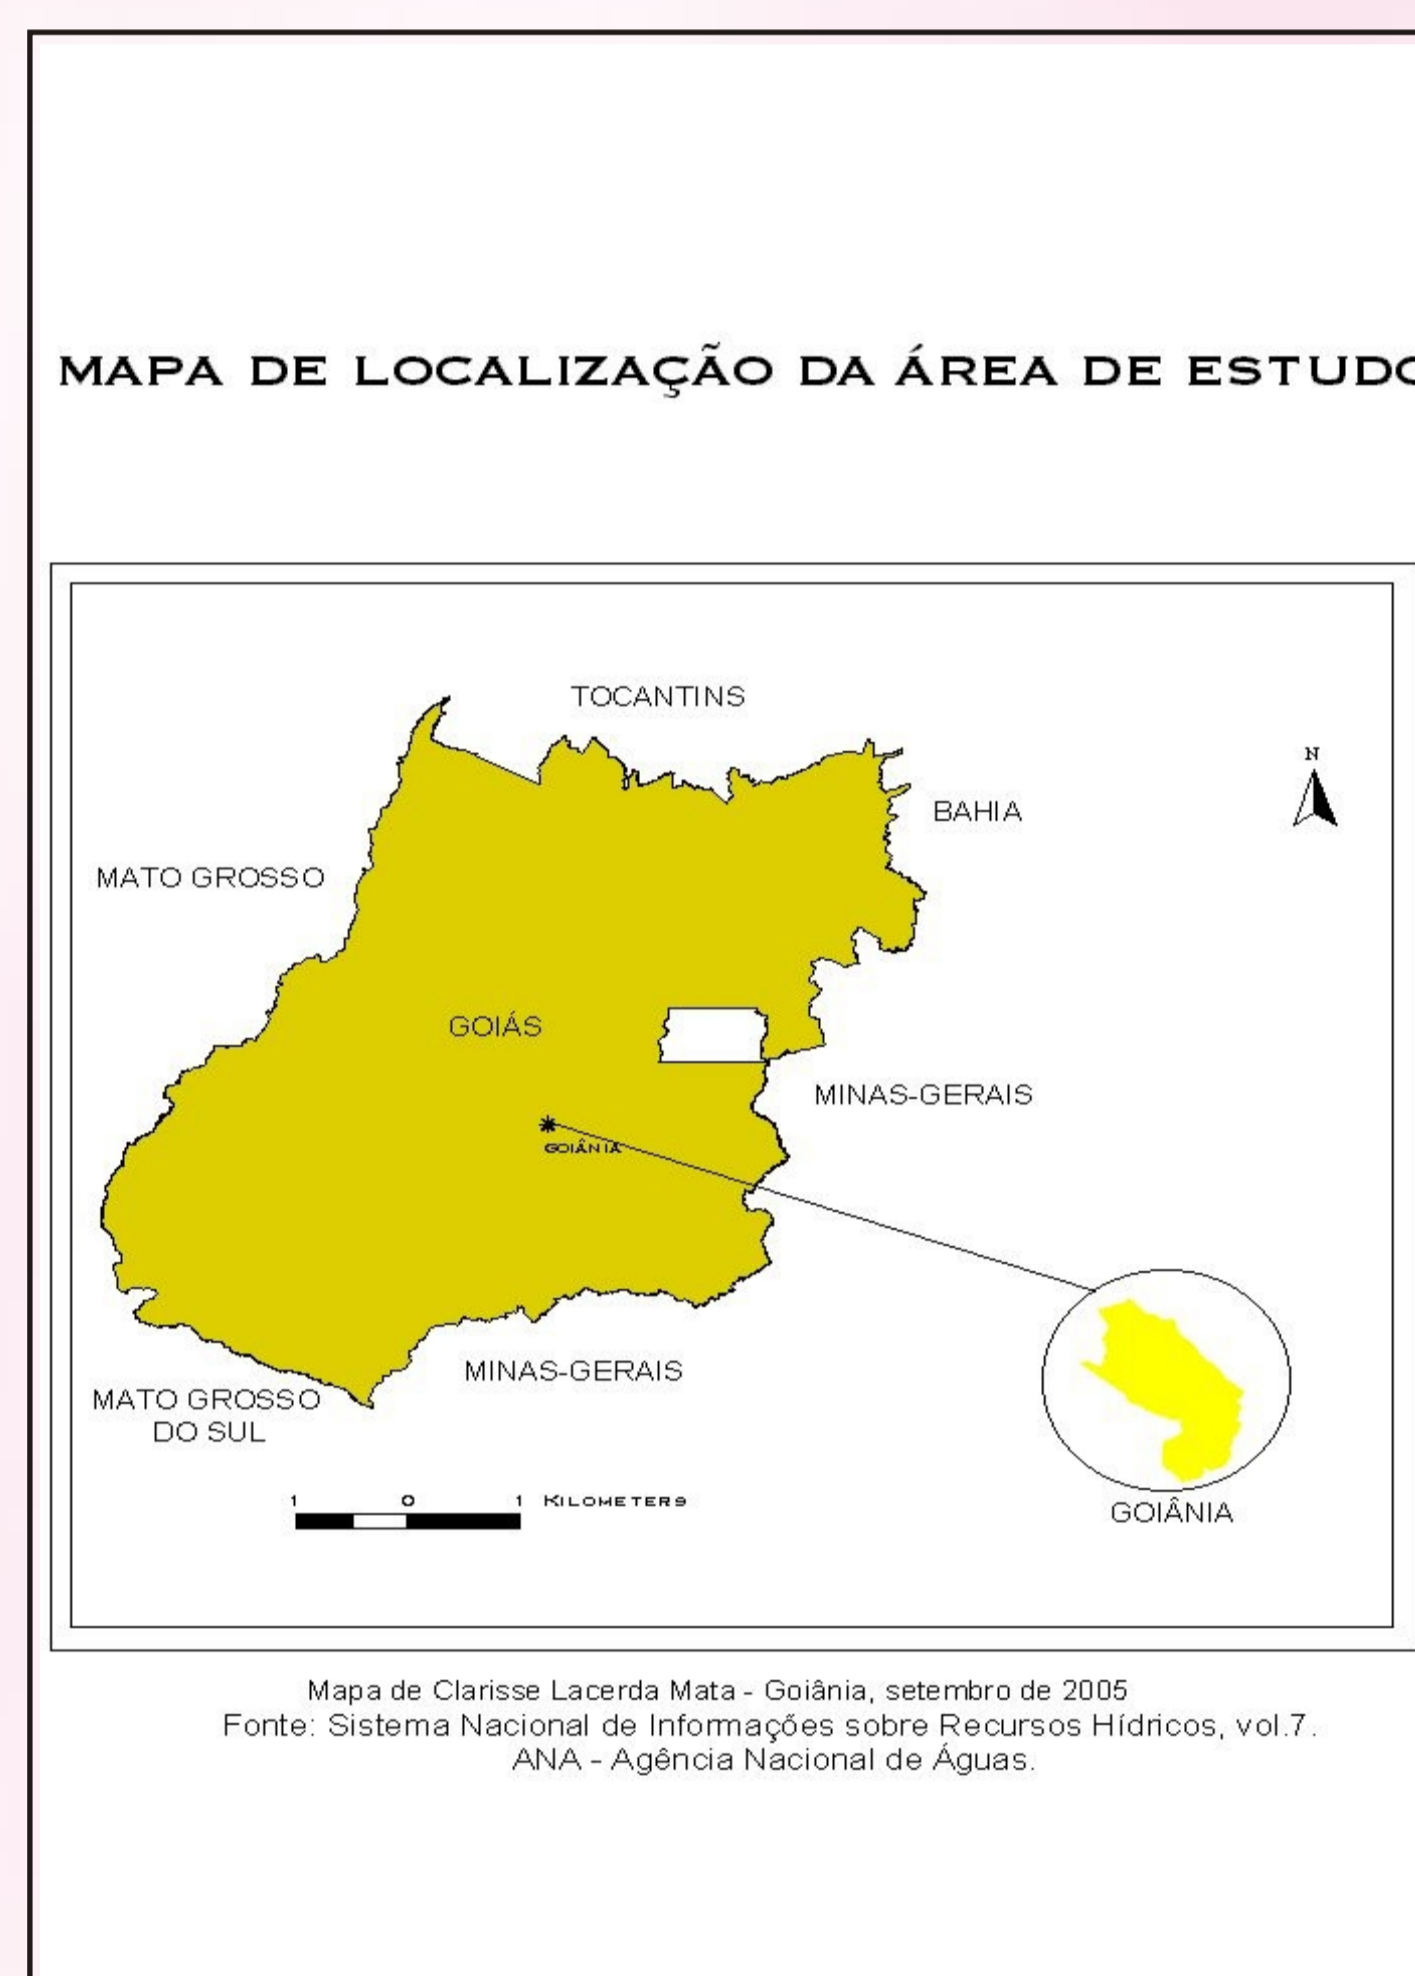 MAPA DE LOCALIZAÇÃO DA ÁREA DE ESTUDO
TOCANTINS
N
BAHIA
MATO GROSSO
GOIÁS
MINAS-GERAIS
GOIÂNIA
MINAS-GERAIS
MATO GROSSO
DO SUL
1 0 1 KILOMETERS
GOIÂNIA
Mapa de Clarisse Lacerda Mata - Goiânia, setembro de 2005
Fonte: Sistema Nacional de Informações sobre Recursos Hídricos, vol.7.
ANA - Agência Nacional de Águas.